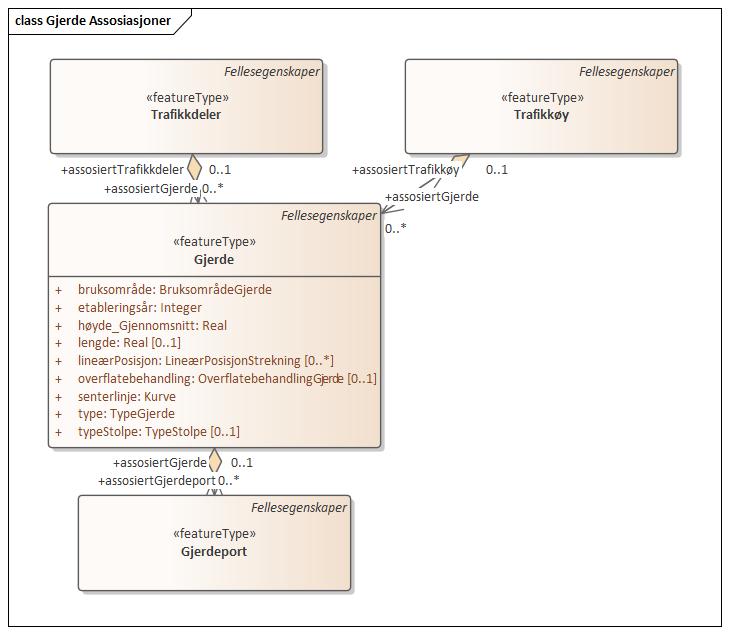 class Gjerde Assosiasjoner
Fellesegenskaper
«featureType»
Trafikkdeler
Fellesegenskaper
«featureType»
Trafikkøy
+assosiertTrafikkdeler 0..1
+assosiertGjerde 0..*
+assosiertTrafikkøy 0..1
+assosiertGjerde
0..*
Fellesegenskaper
«featureType»
Gjerde
+ bruksområde: BruksområdeGjerde
+ etableringsår: Integer
+ høyde_Gjennomsnitt: Real
+ lengde: Real [0..1]
+ lineærPosisjon: LineærPosisjonStrekning [0..*]
+ overflatebehandling: OverflatebehandlingGjerde [0..1]
+ senterlinje: Kurve
+ type: TypeGjerde
+ typeStolpe: TypeStolpe [0..1]
+assosiertGjerde 0..1
+assosiertGjerdeport 0..*
Fellesegenskaper
«featureType»
Gjerdeport